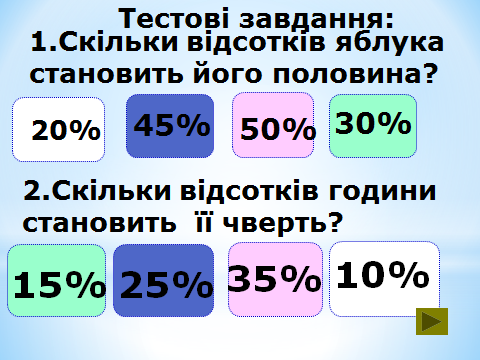 Тестові завдання:
1.Скільки відсотків яблука
становить його половина?
20% 45% 50% 30%
2.Скільки відсотків години
становить її чверть?
15% 25% 35% 10%